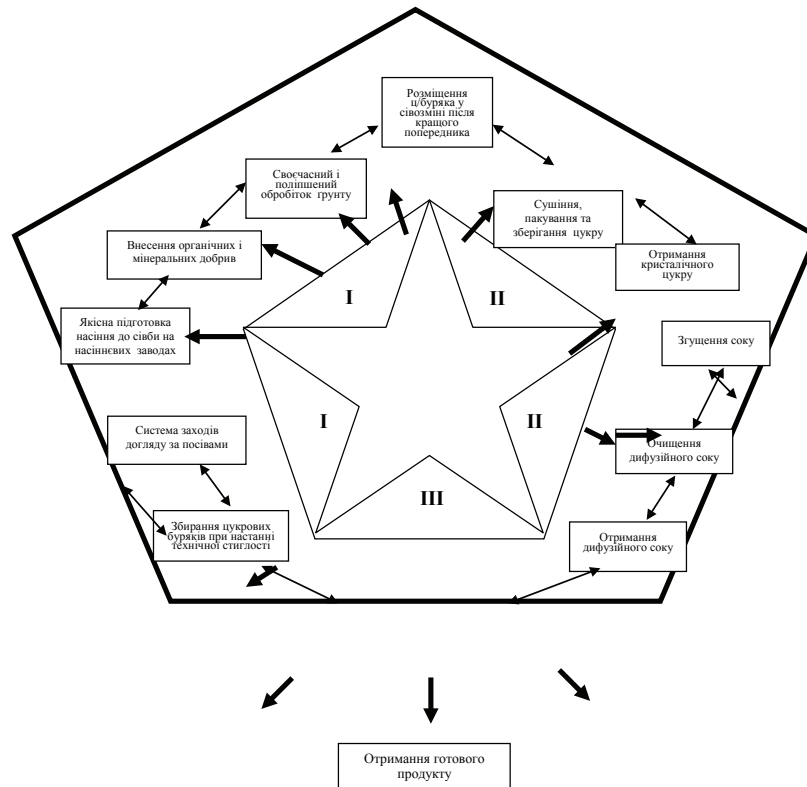 Розміщення
ц/буряка у
сівозміні після
кращого
попередника
Своєчасний і
поліпшений
обробіток ґрунту
Сушіння,
пакування та
зберігання цукру
Внесення органічних і
мінеральних добрив
Отримання
кристалічного
цукру
I
II
Якісна підготовка
насіння до сівби на
насіннєвих заводах
Згущення соку
I
II
Система заходів
догляду за посівами
Очищення
дифузійного соку
III
Збирання цукрових
буряків при настанні
технічної стиглості
Отримання
дифузійного соку
Отримання готового
продукту